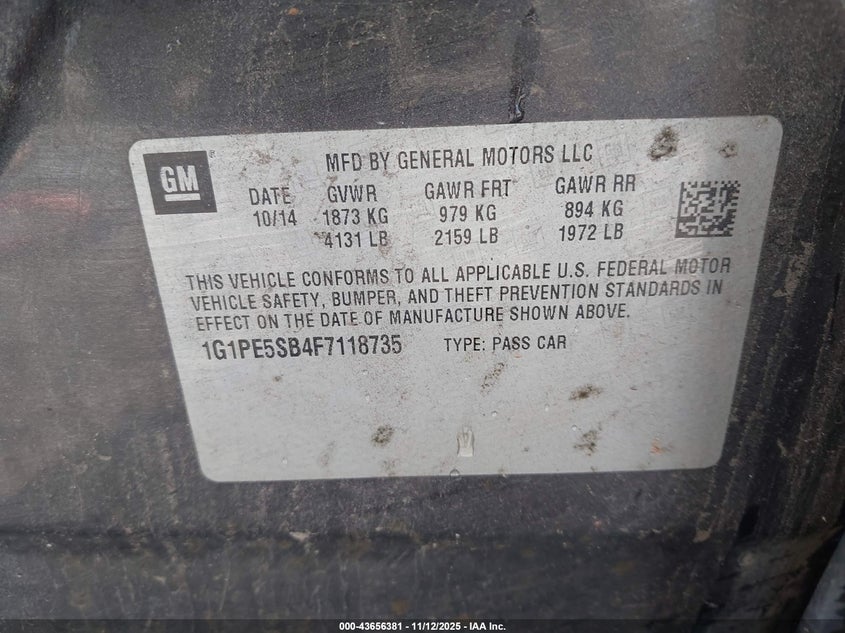 GM
MFD BY GENERAL MOTORS LLC
DATE GVWR GAWR FRT GAWR RR
10/14 1873 KG 979 KG 894 KG
4131 LB 2159 LB 1972 LB
THIS VEHICLE CONFORMS TO ALL APPLICABLE U.S. FEDERAL MOTOR
VEHICLE SAFETY, BUMPER, AND THEFT PREVENTION STANDARDS IN
EFFECT ON THE DATE OF MANUFACTURE SHOWN ABOVE.
1G1PE5SB4F7118735 TYPE: PASS CAR
000-43656381 - 11/12/2025 - IAA Inc.